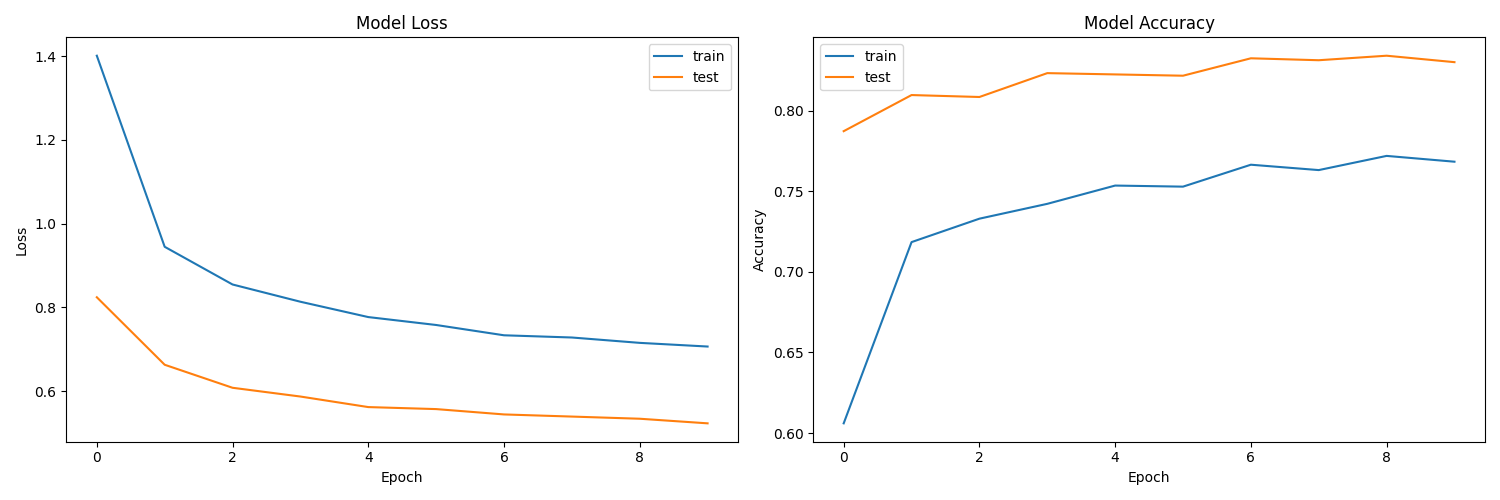 Model Loss
train
test
1.4
1.2
1.0
0.8
0.6
Loss
0 2 4 6 8
Epoch
Model Accuracy
train
test
0.80
0.75
0.70
0.65
0.60
Accuracy
0 2 4 6 8
Epoch